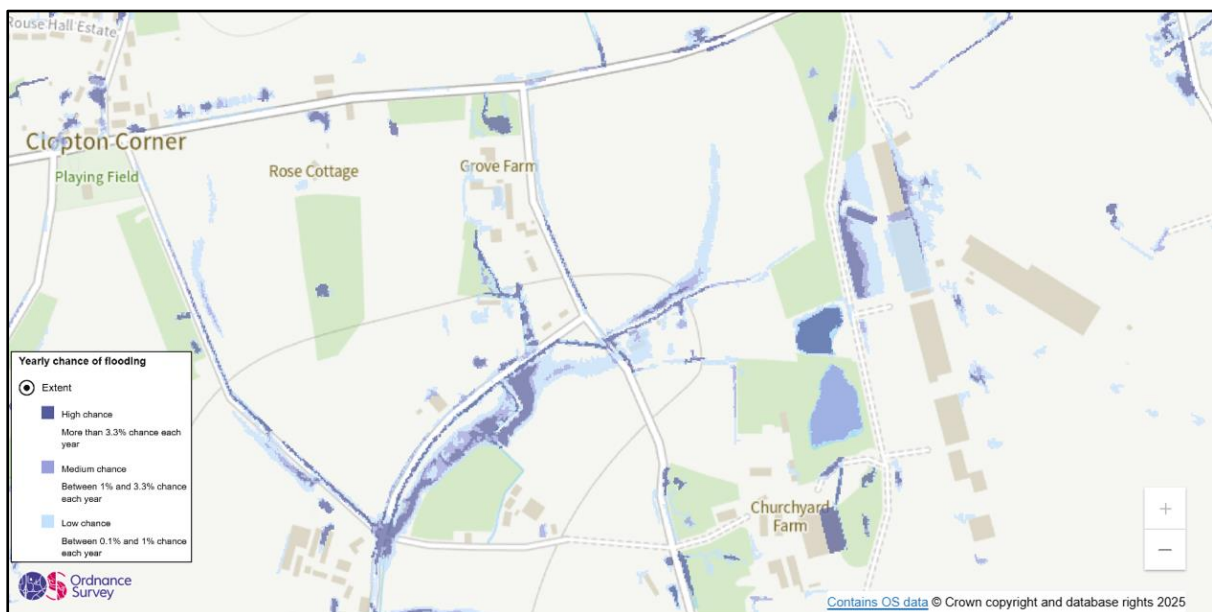 Rouse Hall Estate
Clopton Corner
Playing Field
Rose Cottage
Grove Farm
Yearly chance of flooding
Extent
High chance
More than 3.3% chance each
year
Medium chance
Between 1% and 3.3% chance
each year
Low chance
Between 0.1% and 1% chance
each year
Churchyard
Farm
+
−
Ordnance
Survey
Contains OS data © Crown copyright and database rights 2025